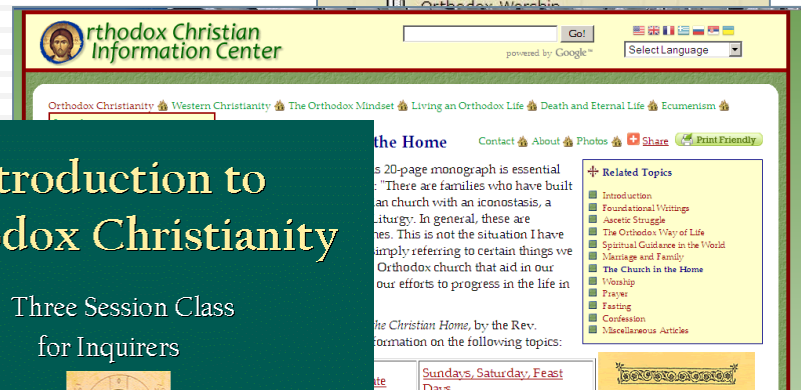 Orthodox Worship
rthodox Christian
Information Center
Go!
powered by Google™
Select Language
Orthodox Christianity Western Christianity The Orthodox Mindset Living an Orthodox Life Death and Eternal Life Ecumenism
the Home
Contact About Photos Share Print Friendly
s 20-page monograph is essential
: "There are families who have built
an church with an iconostasis, a
Liturgy. In general, these are
nes. This is not the situation I have
simply referring to certain things we
Orthodox church that aid in our
our efforts to progress in the life in
the Christian Home, by the Rev.
formation on the following topics:
Sundays, Saturday, Feast
Days
Related Topics
Introduction
Foundational Writings
Ascetic Struggle
The Orthodox Way of Life
Spiritual Guidance in the World
Marriage and Family
The Church in the Home
Worship
Prayer
Fasting
Confession
Miscellaneous Articles
troduction to
dox Christianity
Three Session Class
for Inquirers